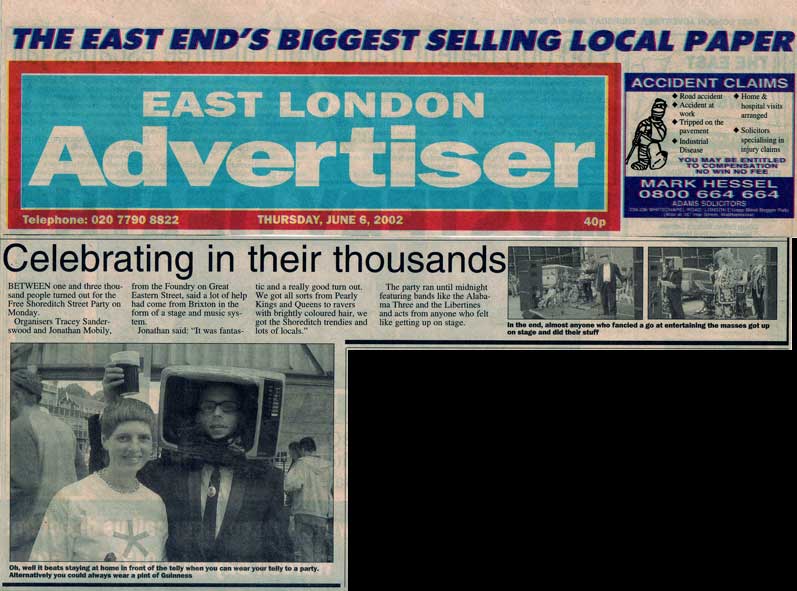 THE EAST END'S BIGGEST SELLING LOCAL PAPER
EAST LONDON
Advertiser
Telephone: 020 7790 8822
THURSDAY, JUNE 6, 2002
40p
ACCIDENT CLAIMS
◆ Road accident
◆ Accident at
work
◆ Tripped on the
pavement
◆ Industrial
Disease
◆ Home &
hospital visits
arranged
◆ Solicitors
specialising in
injury claims
YOU MAY BE ENTITLED
TO COMPENSATION
NO WIN NO FEE
MARK HESSEL
0800 664 664
ADAMS SOLICITORS
WHITECHAPEL ROAD, LONDON
Celebrating in their thousands
BETWEEN one and three thou-
sand people turned out for the
Free Shoreditch Street Party on
Monday.
Organisers Tracey Sander-
swood and Jonathan Mobily,
from the Foundry on Great
Eastern Street, said a lot of help
had come from Brixton in the
form of a stage and music sys-
tem.
Jonathan said: "It was fantas-
tic and a really good turn out.
We got all sorts from Pearly
Kings and Queens to ravers
with brightly coloured hair, we
got the Shoreditch trendies and
lots of locals."
The party ran until midnight
featuring bands like the Alaba-
ma Three and the Libertines
and acts from anyone who felt
like getting up on stage.
In the end, almost anyone who fancied a go at entertaining the masses got up
on stage and did their stuff
Oh, well it beats staying at home in front of the telly when you can wear your telly to a party.
Alternatively you could always wear a pint of Guinness